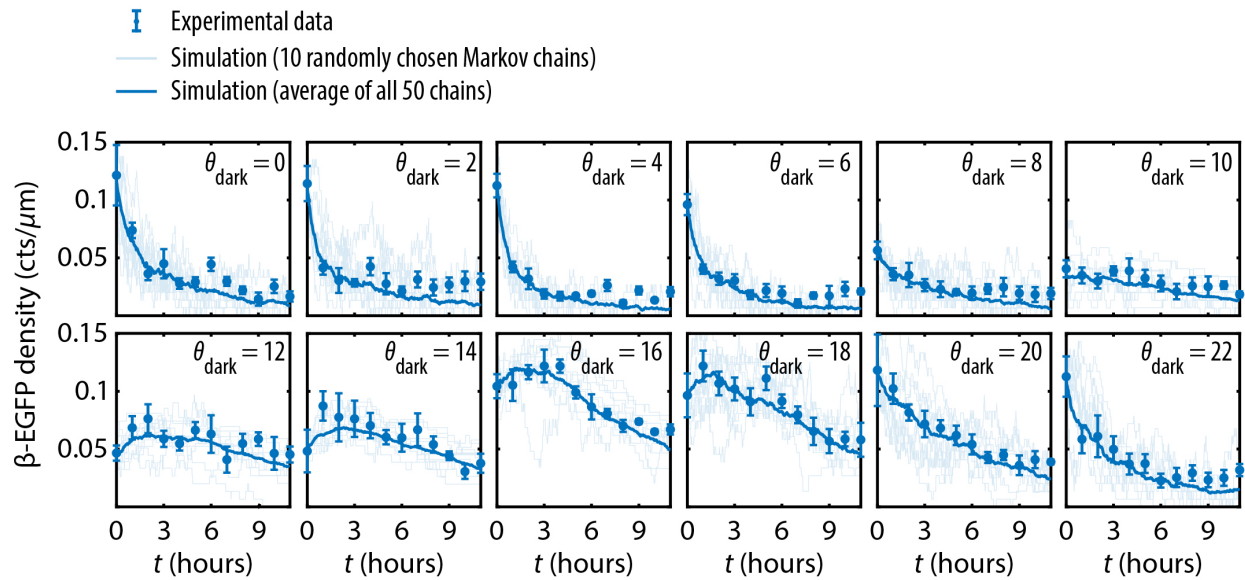 Experimental data
Simulation (10 randomly chosen Markov chains)
Simulation (average of all 50 chains)
β-EGFP density (cts/μm)
0.15
0.1
0.05
0
θdark = 0
θdark = 2
θdark = 4
θdark = 6
θdark = 8
θdark = 10
0.15
0.1
0.05
θdark = 12
θdark = 14
θdark = 16
θdark = 18
θdark = 20
θdark = 22
0 3 6 9 0 3 6 9 0 3 6 9 0 3 6 9 0 3 6 9 0 3 6 9
t (hours) t (hours) t (hours) t (hours) t (hours) t (hours)